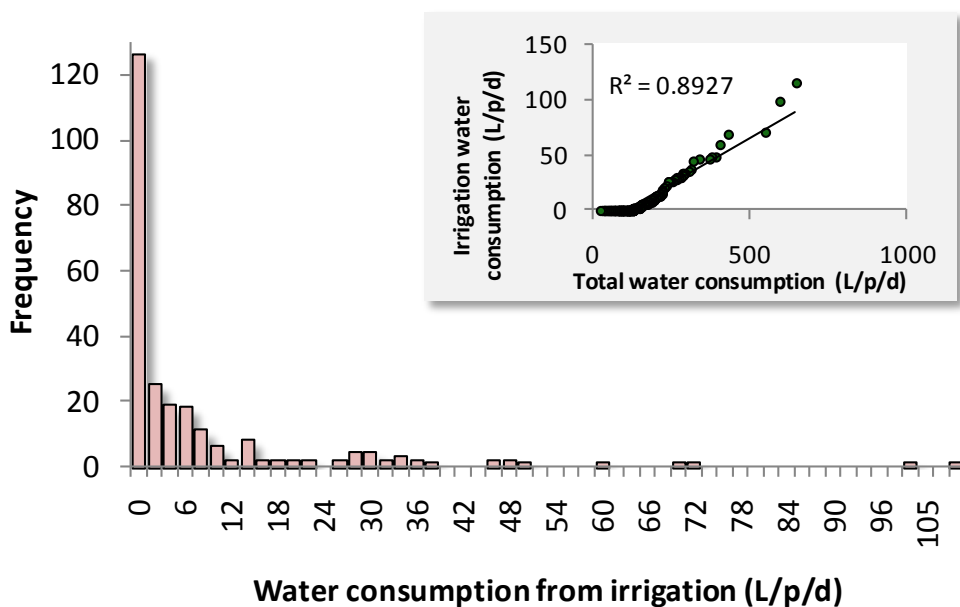 150
100
50
0
R² = 0.8927
Irrigation water
consumption (L/p/d)
0 500 1000
Total water consumption (L/p/d)
120
100
80
60
40
20
0
Frequency
0 6 12 18 24 30 36 42 48 54 60 66 72 78 84 90 96 105
Water consumption from irrigation (L/p/d)